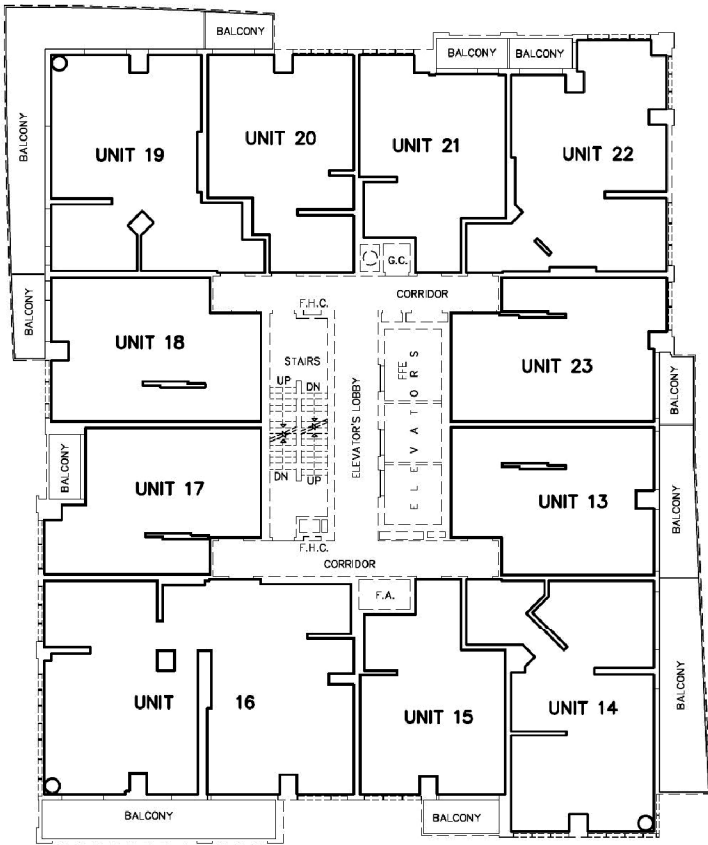 BALCONY
BALCONY
BALCONY
BALCONY
UNIT 19
UNIT 20
UNIT 21
UNIT 22
G.C.
BALCONY
CORRIDOR
F.H.C.
UNIT 18
STAIRS
UP
DN
ELEVATOR'S LOBBY
FFE
ELEVATORS
UNIT 23
BALCONY
BALCONY
UNIT 17
DN
UP
UNIT 13
BALCONY
F.H.C.
CORRIDOR
F.A.
UNIT 16
UNIT 15
UNIT 14
BALCONY
BALCONY
BALCONY